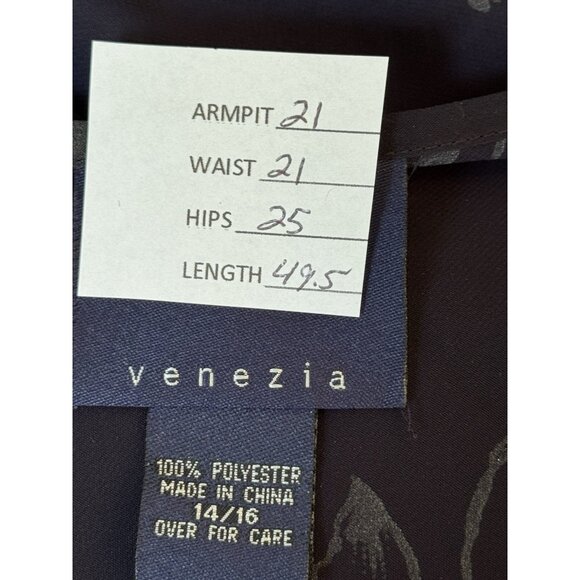 ARMPIT 21
WAIST 21
HIPS 25
LENGTH 49.5
venezia
100% POLYESTER
MADE IN CHINA
14/16
OVER FOR CARE